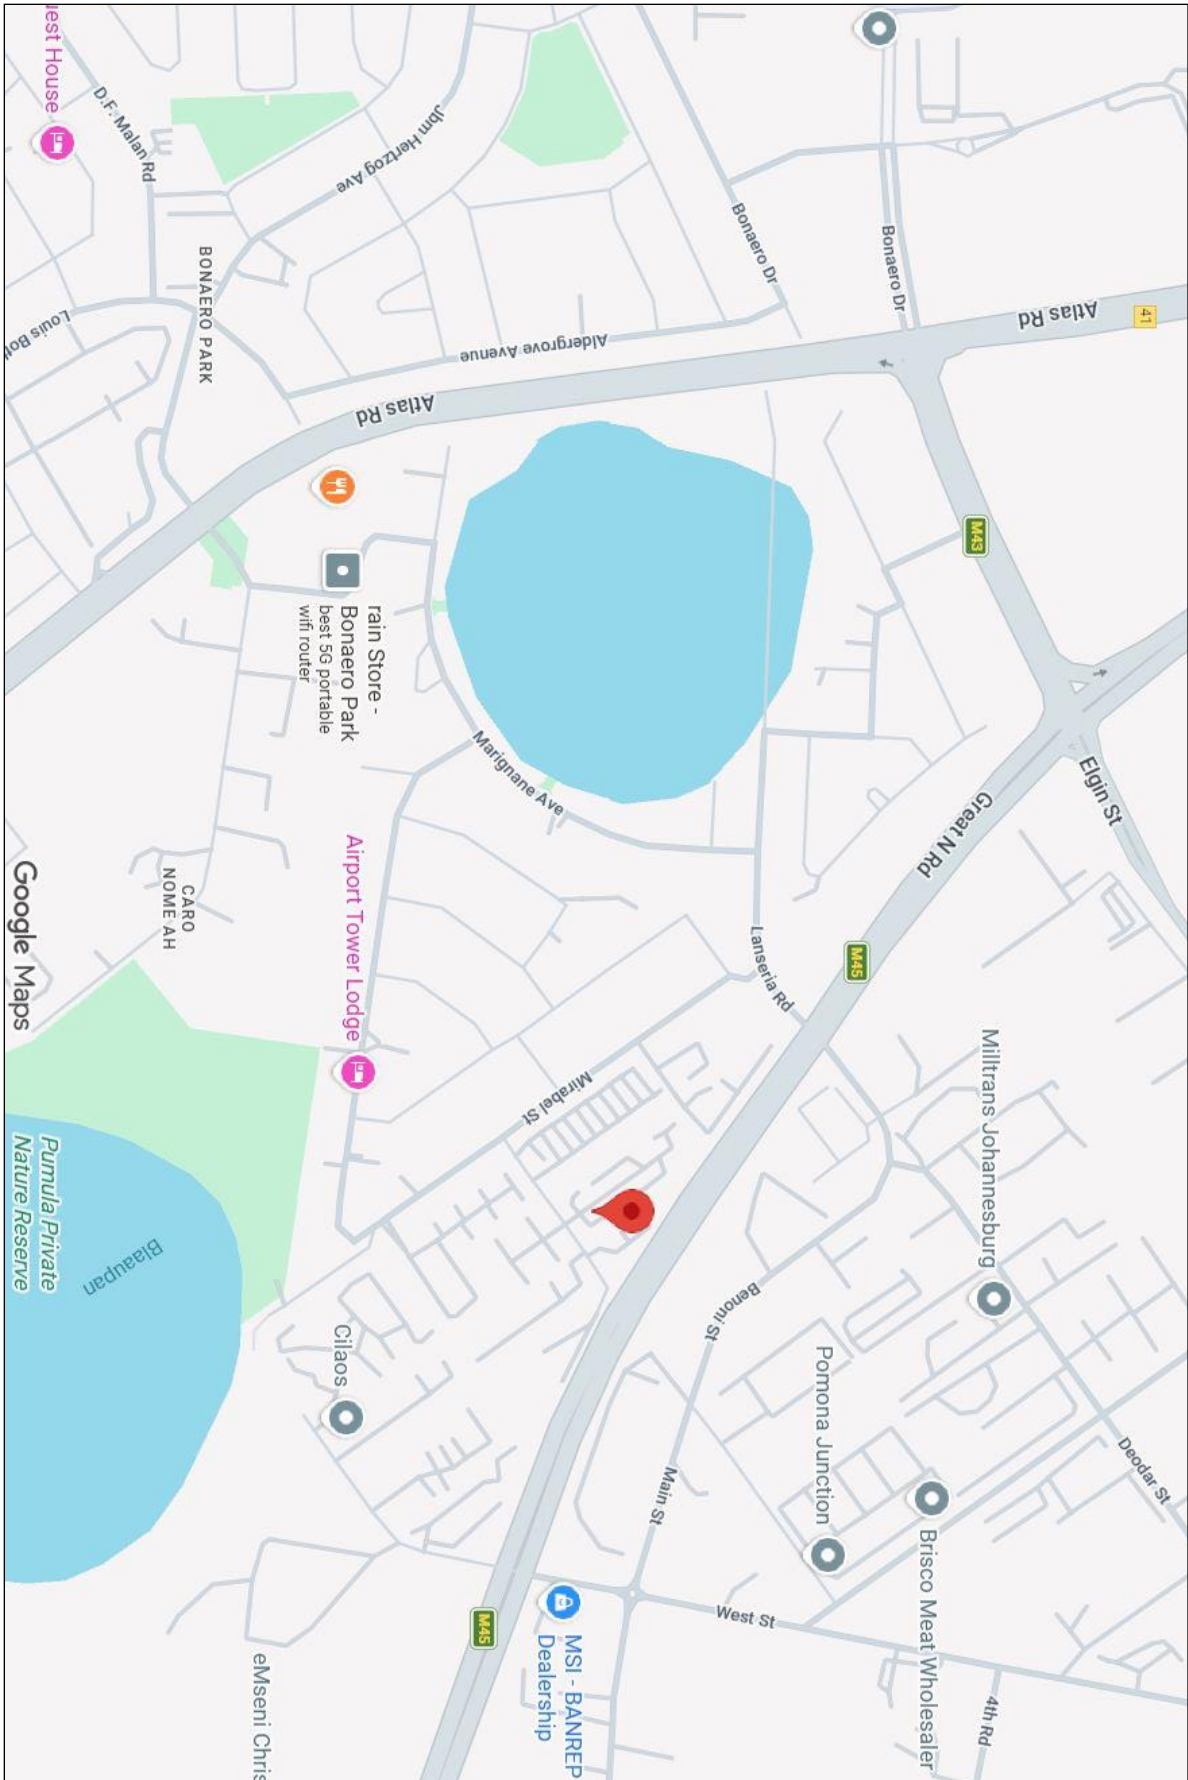 41
Atlas Rd
Elgin St
Deodar St
Milltrans Johannesburg
4th Rd
M43
Great N Rd
Brisco Meat Wholesaler
Bonaero Dr
M45
Pomona Junction
Lanseria Rd
Bonaero Dr
Benoni St
West St
Main St
Aldergrove Avenue
Marignane Ave
Mirabel St
MSI - BANREP
Dealership
M45
Jbm Hertzog Ave
Atlas Rd
rain Store -
Bonaero Park
best 5G portable
wifi router
Airport Tower Lodge
Cilaos
eMseni Chris
BONAERO PARK
CARO
NOME AH
D.F. Malan Rd
Blaaupan
uest House
Louis Bot
Pumula Private
Nature Reserve
Google Maps